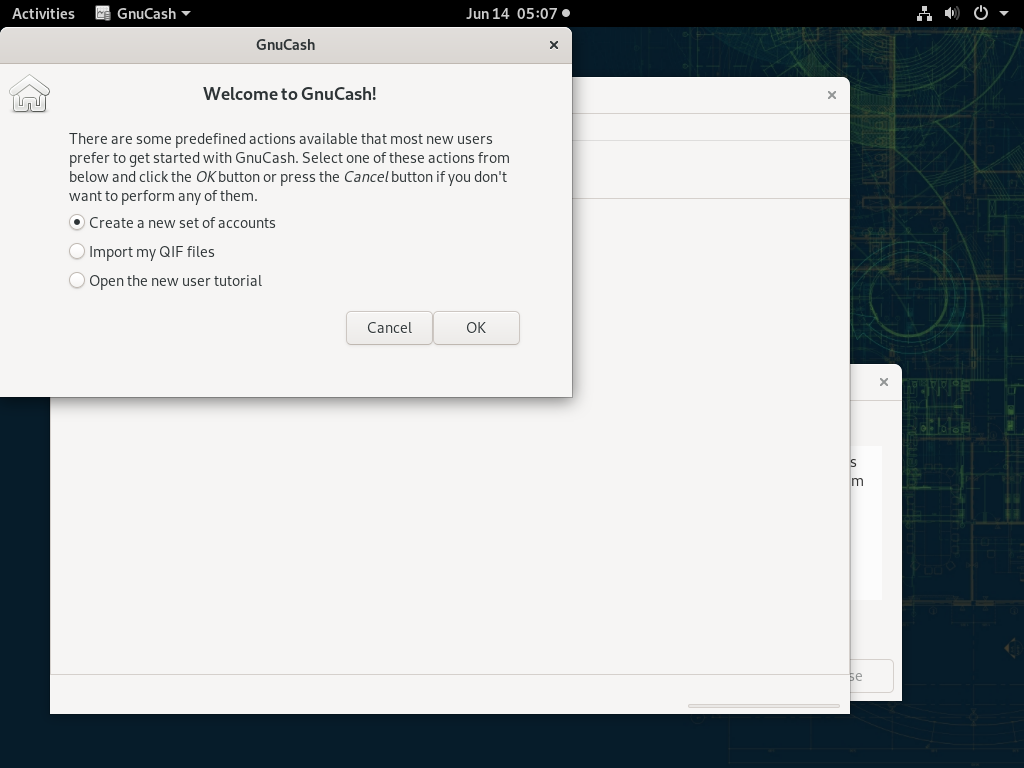 Activities
GnuCash
Jun 14 05:07
GnuCash
Welcome to GnuCash!
There are some predefined actions available that most new users
prefer to get started with GnuCash. Select one of these actions from
below and click the OK button or press the Cancel button if you don't
want to perform any of them.
Create a new set of accounts
Import my QIF files
Open the new user tutorial
Cancel
OK
s
m
se